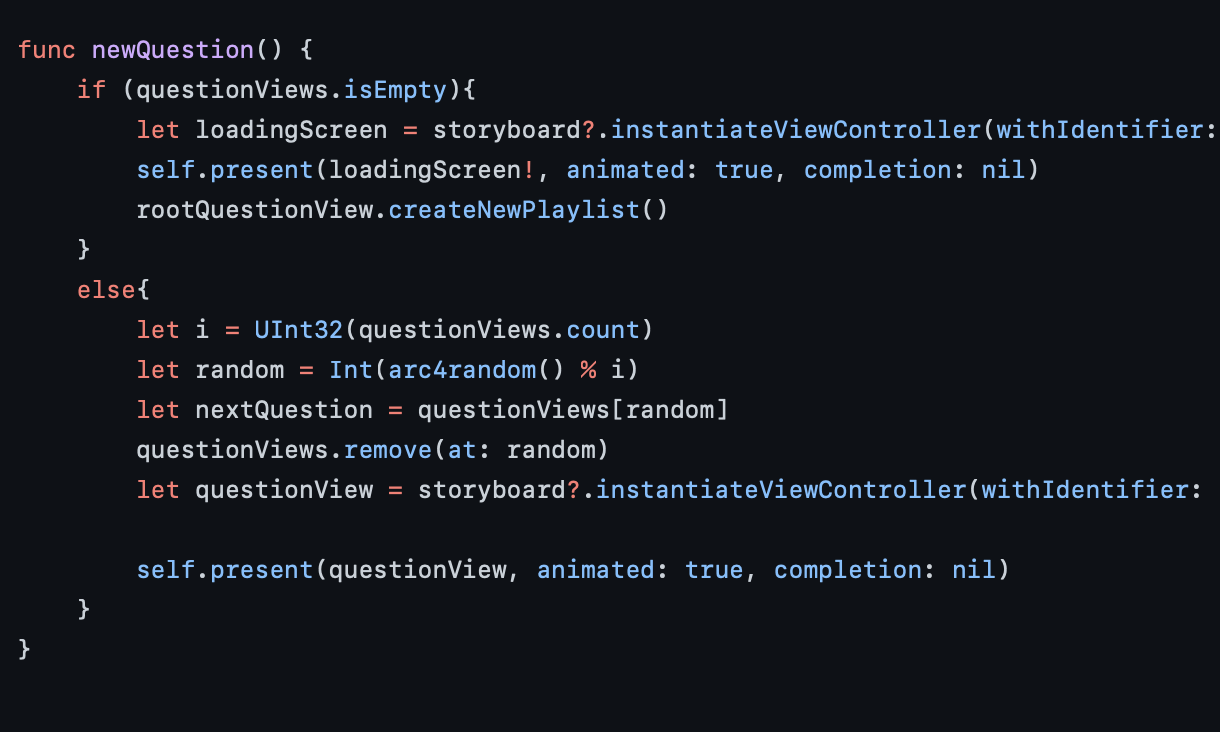 func newQuestion() {
if (questionViews.isEmpty){
let loadingScreen = storyboard?.instantiateViewController(withIdentifier:
self.present(loadingScreen!, animated: true, completion: nil)
rootQuestionView.createNewPlaylist()
}
else{
let i = UInt32(questionViews.count)
let random = Int(arc4random() % i)
let nextQuestion = questionViews[random]
questionViews.remove(at: random)
let questionView = storyboard?.instantiateViewController(withIdentifier:
self.present(questionView, animated: true, completion: nil)
}
}